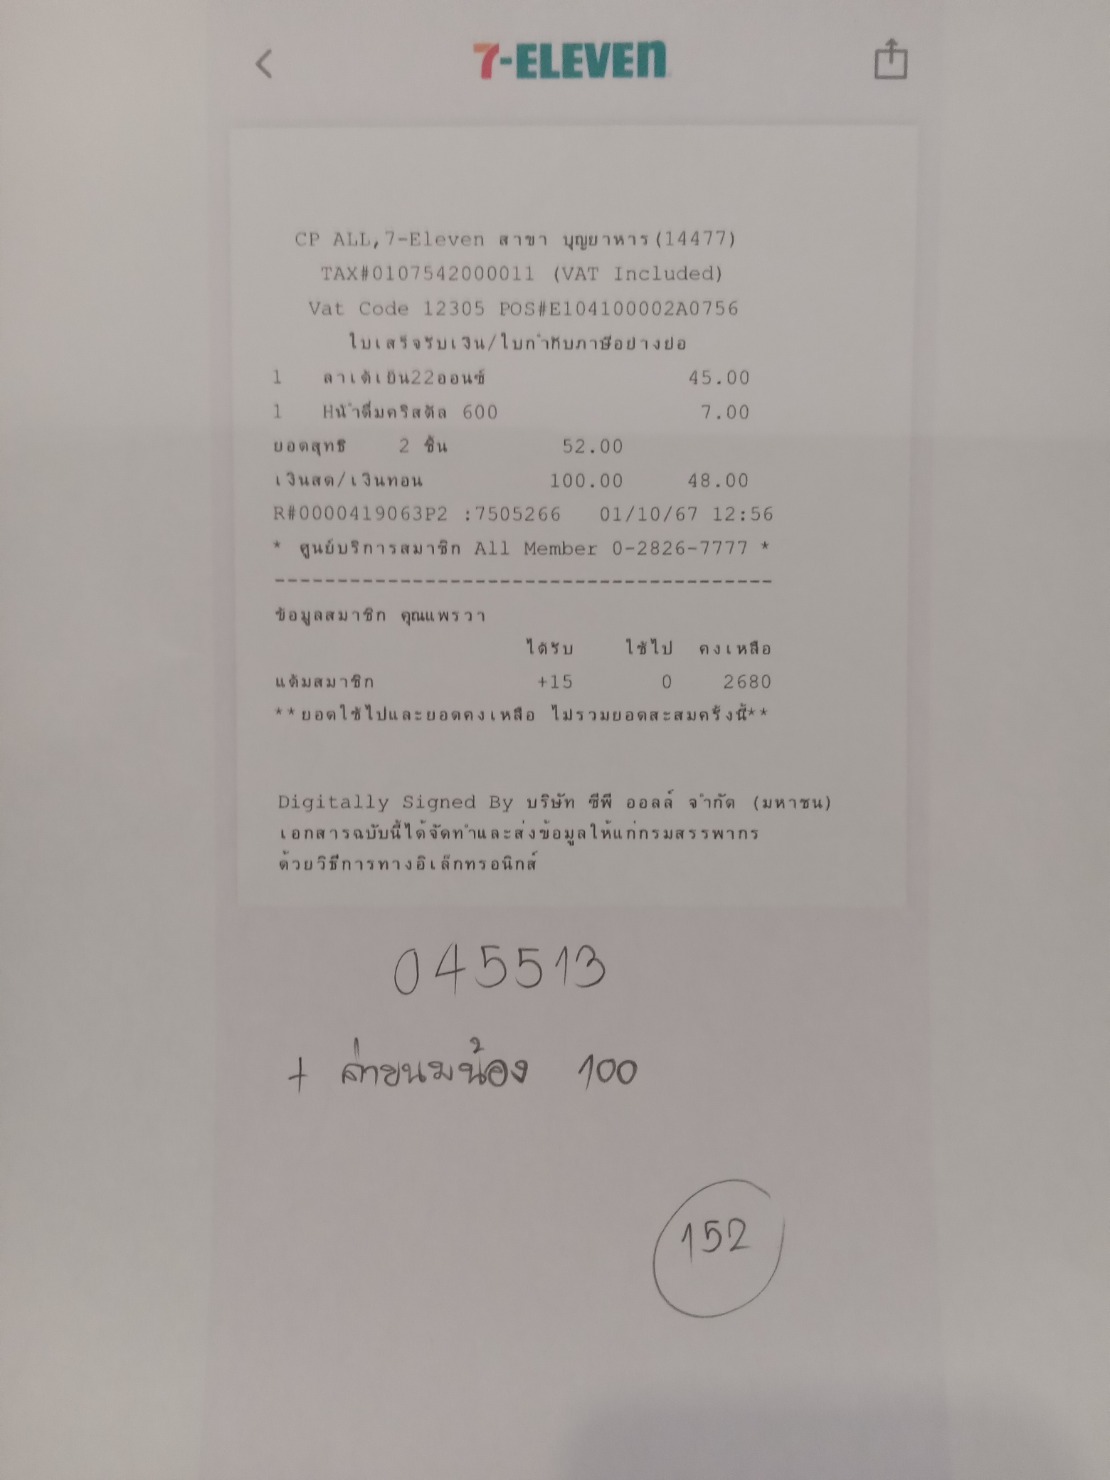 7-ELEVEn
CP ALL,7-Eleven สาขา บุญยาหาร(14477)
TAX#0107542000011 (VAT Included)
Vat Code 12305 POS#E104100002A0756
ใบเสร็จรับเงิน/ใบกำกับภาษีอย่างย่อ
1 ลาเต้เย็น22ออนซ์ 45.00
1 Hน้ำดื่มคริสตัล 600 7.00
ยอดสุทธิ 2 ชิ้น 52.00
เงินสด/เงินทอน 100.00 48.00
R#0000419063P2 :7505266 01/10/67 12:56
* ศูนย์บริการสมาชิก All Member 0-2826-7777 *
----------------------------------------
ข้อมูลสมาชิก คุณแพรวา
ได้รับ ใช้ไป คงเหลือ
แต้มสมาชิก +15 0 2680
**ยอดใช้ไปและยอดคงเหลือ ไม่รวมยอดสะสมครั้งนี้**
Digitally Signed By บริษัท ซีพี ออลล์ จำกัด (มหาชน)
เอกสารฉบับนี้ได้จัดทำและส่งข้อมูลให้แก่กรมสรรพากร
ด้วยวิธีการทางอิเล็กทรอนิกส์
045513
+ ค่าขนมน้อง 100
152